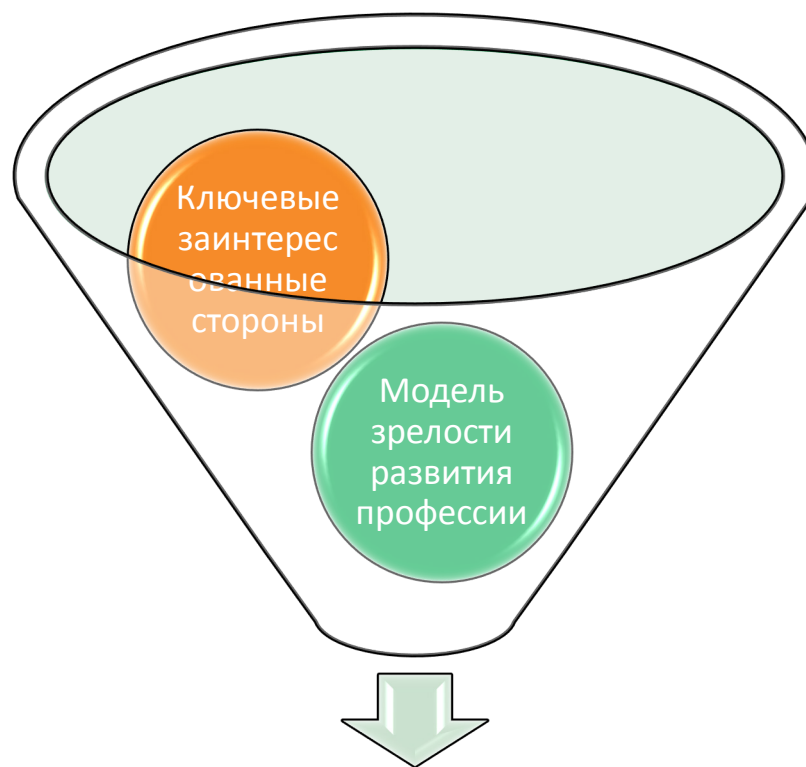 Ключевые
заинтерес
ованные
стороны
Модель
зрелости
развития
профессии